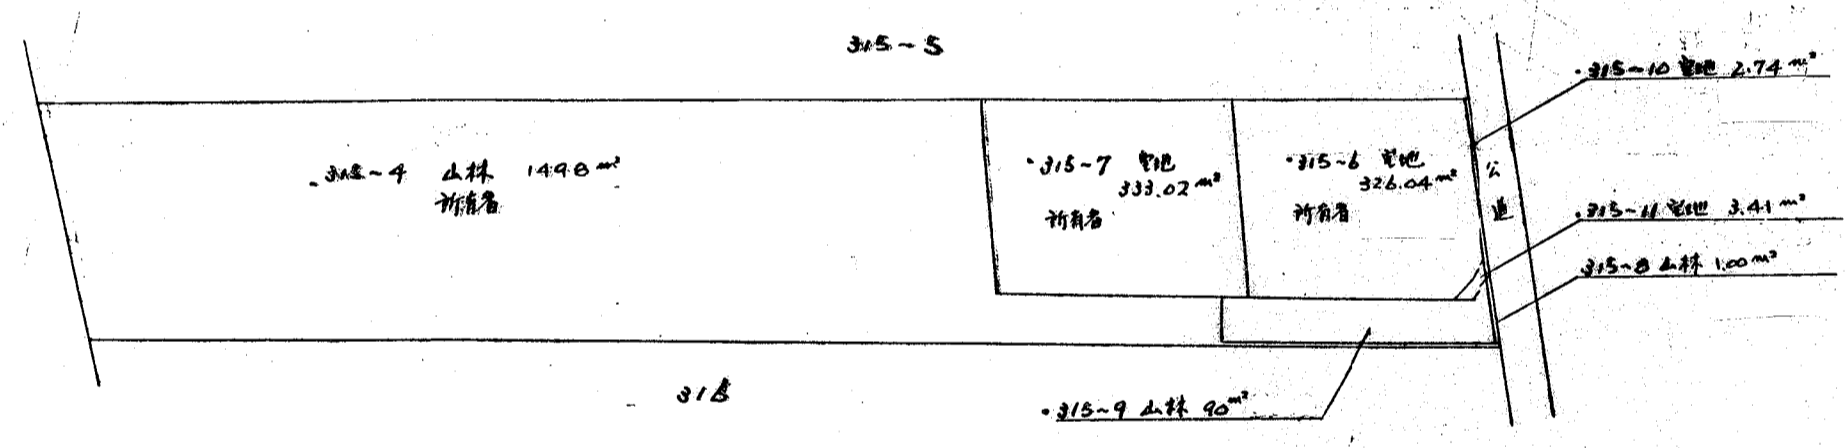 315~5
・315~10 宅地 2.74m²
・315~4 山林 1498m²
所有者
・315~7 宅地
333.02m²
所有者
・315~6 宅地
326.04m²
所有者
公道
・315~11 宅地 3.41m²
315~8 山林 1.00m²
・315~9 山林 90m²